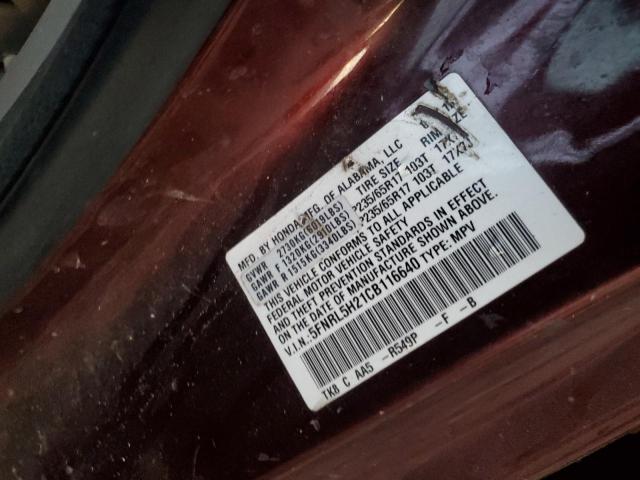 MFD. BY HONDA MFG. OF ALABAMA, LLC
GVWR 2730KG TIRE SIZE RIM SIZE
GAWR F 1320KG P235/65R17 103T
GAWR R 1515KG(3340LBS) P235/65R17 103T
THIS VEHICLE CONFORMS TO ALL APPLICABLE
FEDERAL MOTOR VEHICLE SAFETY
AND THEFT PREVENTION STANDARDS IN EFFECT
ON THE DATE OF MANUFACTURE SHOWN ABOVE.
V.I.N.:5FNRL5H21CB116640 TYPE: MPV
TK8 C AA5 -R549P -F -B